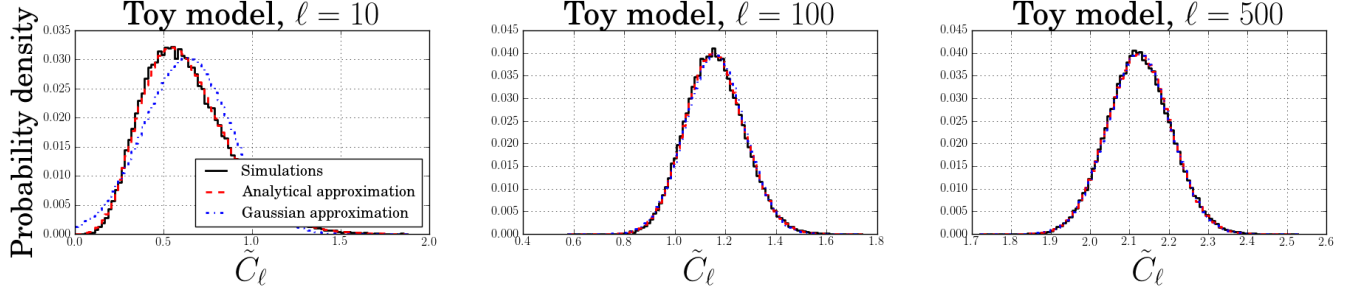 Toy model, ℓ = 10
Probability density
0.035
0.030
0.025
0.020
0.015
0.010
0.005
0.000
Simulations
Analytical approximation
Gaussian approximation
0.0 0.5 1.0 1.5 2.0
C̃ℓ
Toy model, ℓ = 100
0.045
0.040
0.035
0.030
0.025
0.020
0.015
0.010
0.005
0.000
0.4 0.6 0.8 1.0 1.2 1.4 1.6 1.8
C̃ℓ
Toy model, ℓ = 500
0.045
0.040
0.035
0.030
0.025
0.020
0.015
0.010
0.005
0.000
1.7 1.8 1.9 2.0 2.1 2.2 2.3 2.4 2.5 2.6
C̃ℓ